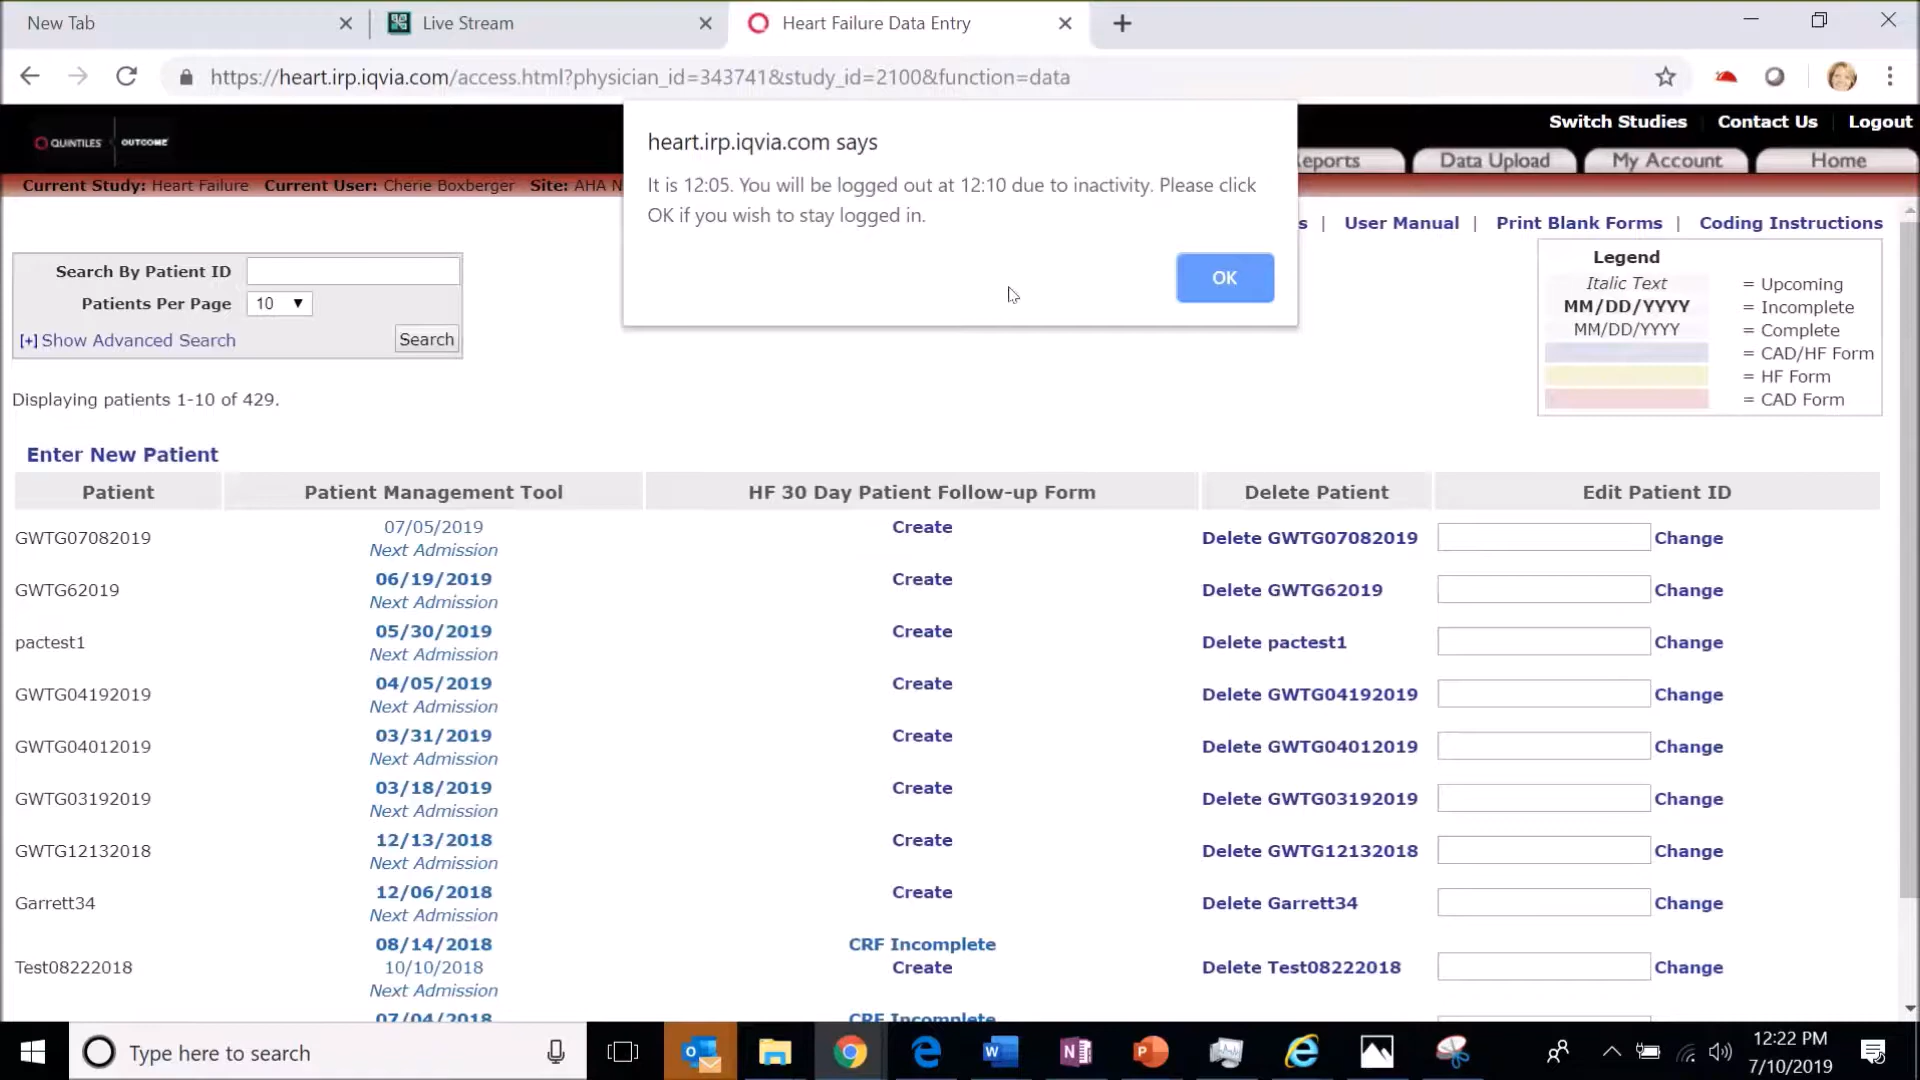 New Tab
Live Stream
Heart Failure Data Entry
https://heart.irp.iqvia.com/access.html?physician_id=343741&study_id=2100&function=data
QUINTILES OUTCOME
Switch Studies Contact Us Logout
eports Data Upload My Account Home
Current Study: Heart Failure Current User: Cherie Boxberger Site: AHA N
heart.irp.iqvia.com says
It is 12:05. You will be logged out at 12:10 due to inactivity. Please click
OK if you wish to stay logged in.
OK
s | User Manual | Print Blank Forms | Coding Instructions
Search By Patient ID
Patients Per Page 10
[+] Show Advanced Search Search
Legend
Italic Text = Upcoming
MM/DD/YYYY = Incomplete
MM/DD/YYYY = Complete
= CAD/HF Form
= HF Form
= CAD Form
Displaying patients 1-10 of 429.
Enter New Patient
Patient Patient Management Tool HF 30 Day Patient Follow-up Form Delete Patient Edit Patient ID
GWTG07082019 07/05/2019 Create Delete GWTG07082019 Change
Next Admission
GWTG62019 06/19/2019 Create Delete GWTG62019 Change
Next Admission
pactest1 05/30/2019 Create Delete pactest1 Change
Next Admission
GWTG04192019 04/05/2019 Create Delete GWTG04192019 Change
Next Admission
GWTG04012019 03/31/2019 Create Delete GWTG04012019 Change
Next Admission
GWTG03192019 03/18/2019 Create Delete GWTG03192019 Change
Next Admission
GWTG12132018 12/13/2018 Create Delete GWTG12132018 Change
Next Admission
Garrett34 12/06/2018 Create Delete Garrett34 Change
Next Admission
08/14/2018 CRF Incomplete
Test08222018 10/10/2018 Create Delete Test08222018 Change
Next Admission
07/04/2018 CRF Incomplete
Type here to search
12:22 PM
7/10/2019